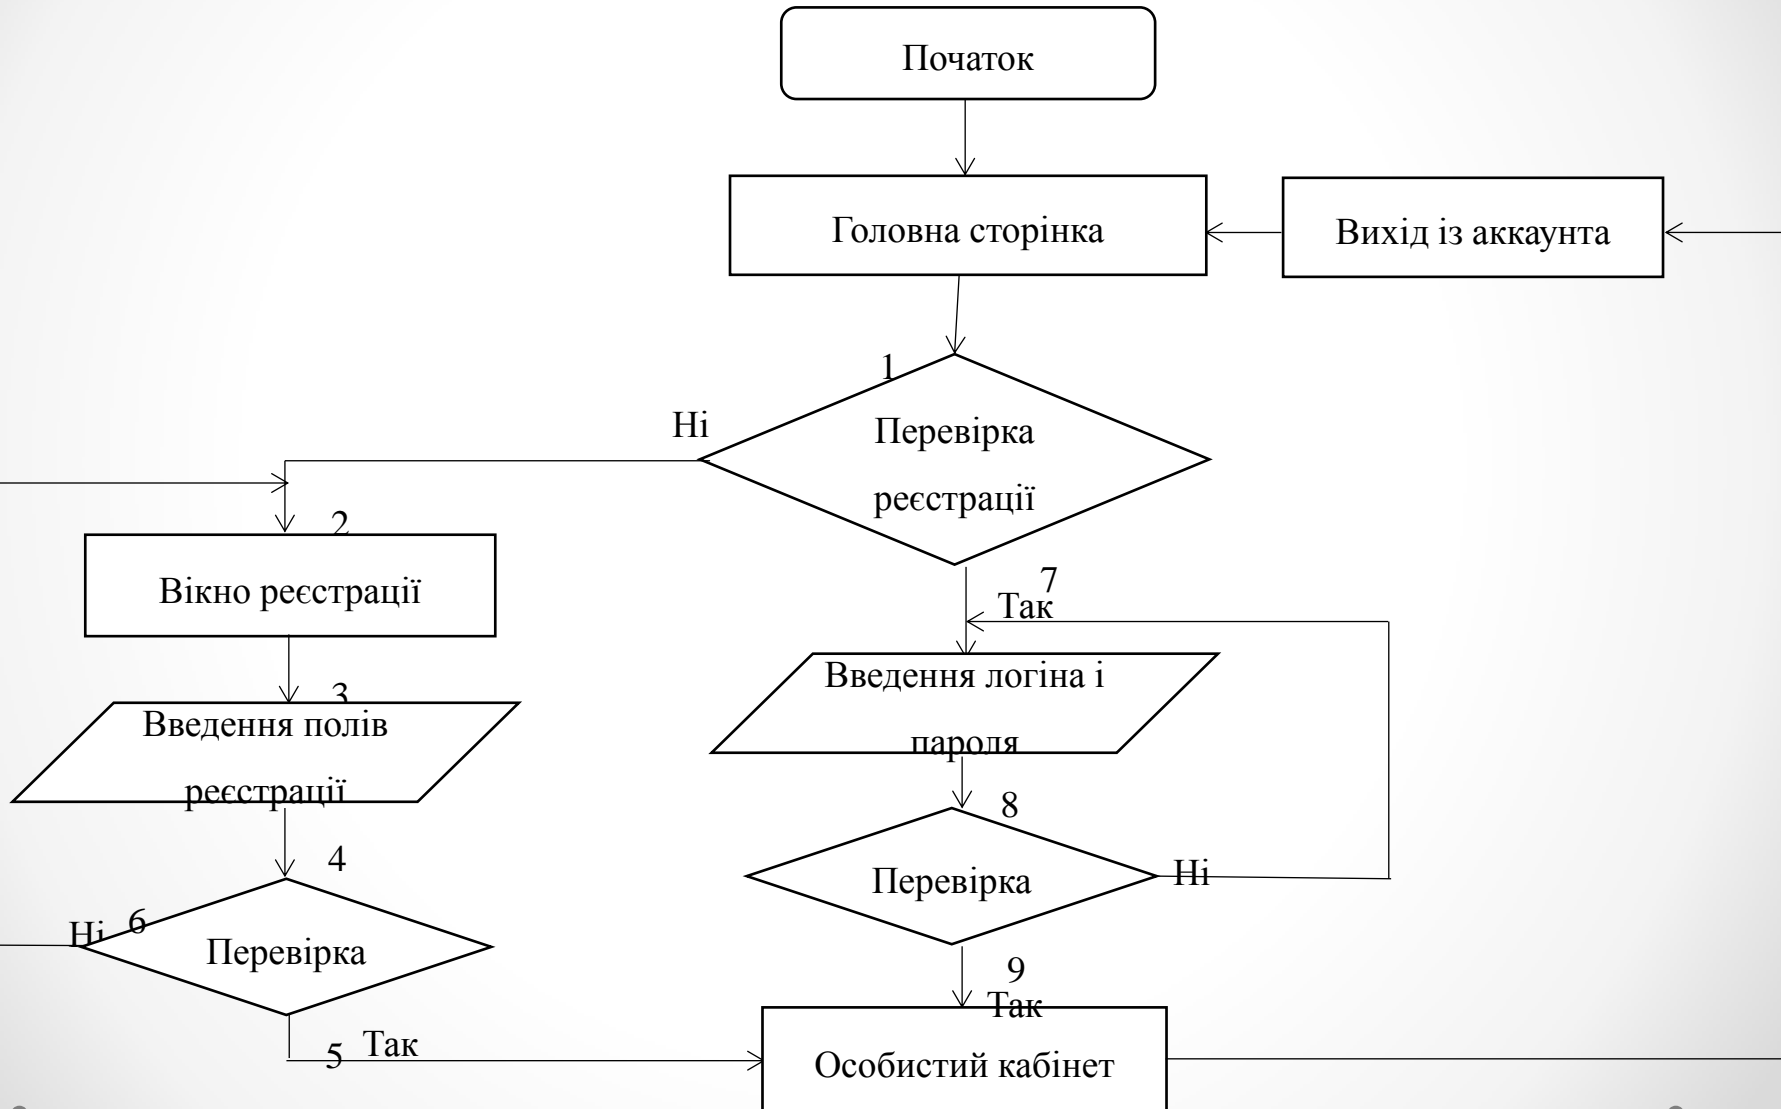 Початок
Головна сторінка
Вихід із аккаунта
1
Ні
Перевірка
реєстрації
2
Вікно реєстрації
7
Так
3
Введення полів
реєстрації
Введення логіна і
пароля
4
8
Ні
6
Перевірка
Перевірка
Ні
9
Так
5
Так
Особистий кабінет